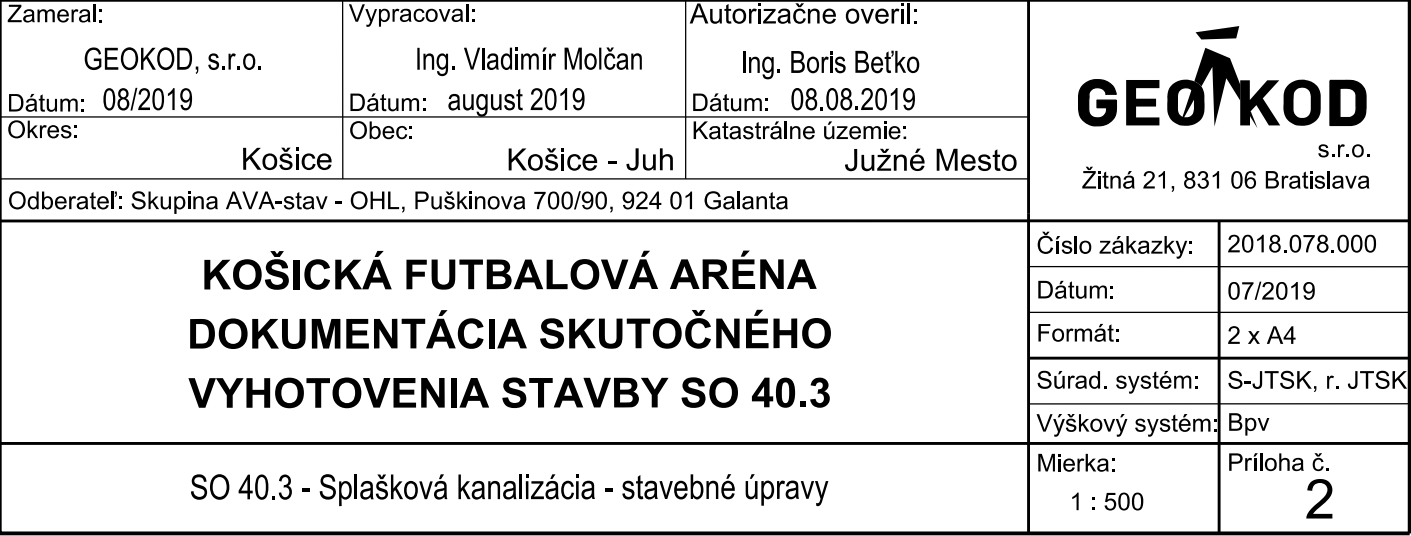 Zameral:
GEOKOD, s.r.o.
Dátum: 08/2019
Vypracoval:
Ing. Vladimír Molčan
Dátum: august 2019
Autorizačne overil:
Ing. Boris Beťko
Dátum: 08.08.2019
Okres:
Košice
Obec:
Košice - Juh
Katastrálne územie:
Južné Mesto
Odberateľ: Skupina AVA-stav - OHL, Puškinova 700/90, 924 01 Galanta
GEOKOD
s.r.o.
Žitná 21, 831 06 Bratislava
KOŠICKÁ FUTBALOVÁ ARÉNA
DOKUMENTÁCIA SKUTOČNÉHO
VYHOTOVENIA STAVBY SO 40.3
SO 40.3 - Splašková kanalizácia - stavebné úpravy
Číslo zákazky: 2018.078.000
Dátum: 07/2019
Formát: 2 x A4
Súrad. systém: S-JTSK, r. JTSK
Výškový systém: Bpv
Mierka:
1 : 500
Príloha č.
2